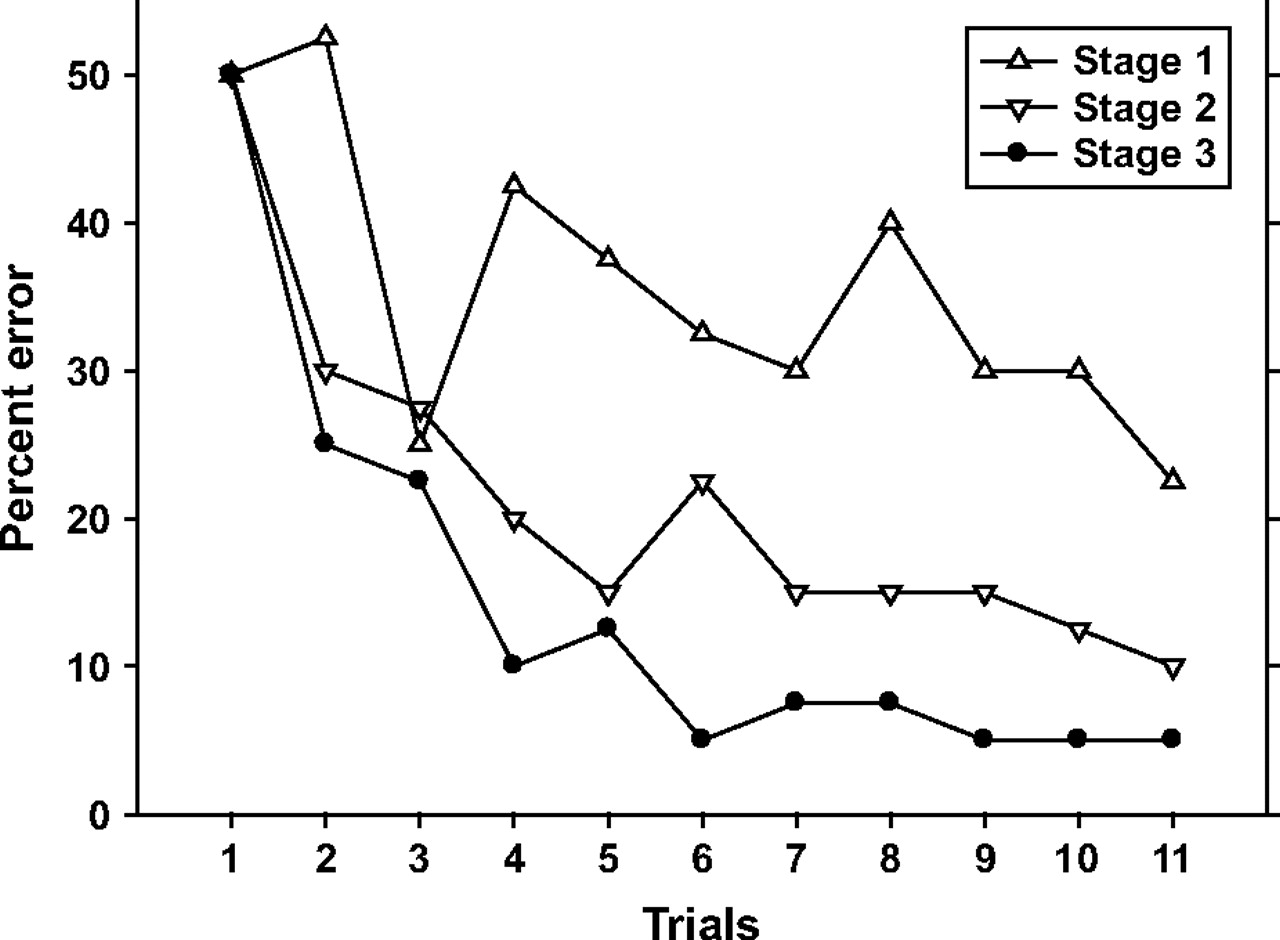 Stage 1
Stage 2
Stage 3
50
40
30
20
10
0
Percent error
1 2 3 4 5 6 7 8 9 10 11
Trials